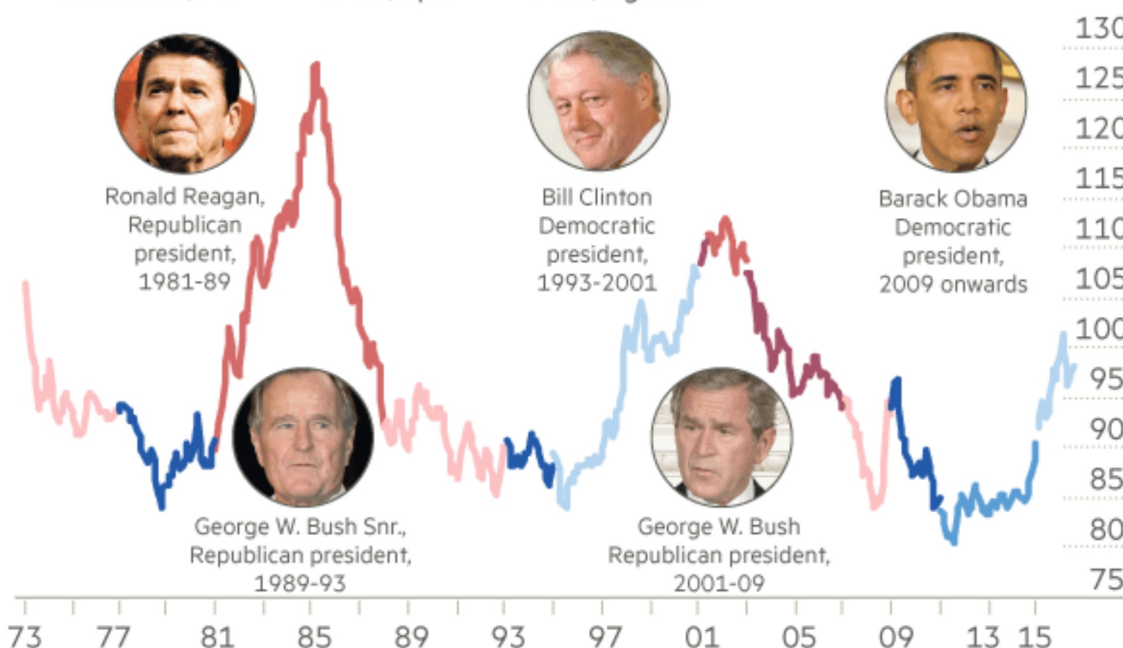 130
125
120
115
110
105
100
95
90
85
80
75
Ronald Reagan,
Republican
president,
1981-89
Bill Clinton
Democratic
president,
1993-2001
Barack Obama
Democratic
president,
2009 onwards
George W. Bush Snr.,
Republican president,
1989-93
George W. Bush
Republican president,
2001-09
73 77 81 85 89 93 97 01 05 09 13 15